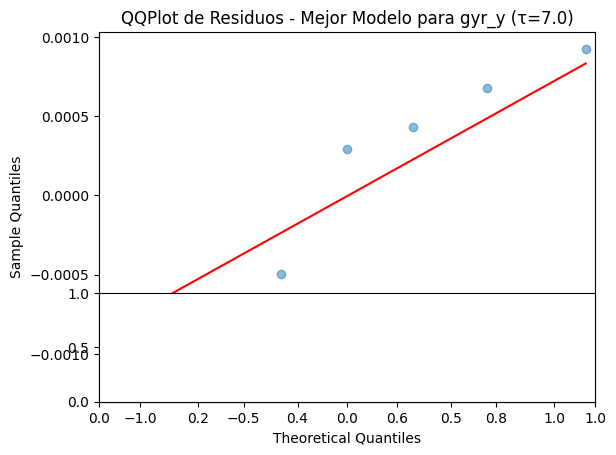 QQPlot de Residuos - Mejor Modelo para gyr_y (τ=7.0)
0.0010
0.0005
0.0000
−0.0005
−0.0010
Sample Quantiles
1.0
0.5
0.0
0.0 −1.0 0.2 −0.5 0.4 0.0 0.6 0.5 0.8 1.0 1.0
Theoretical Quantiles